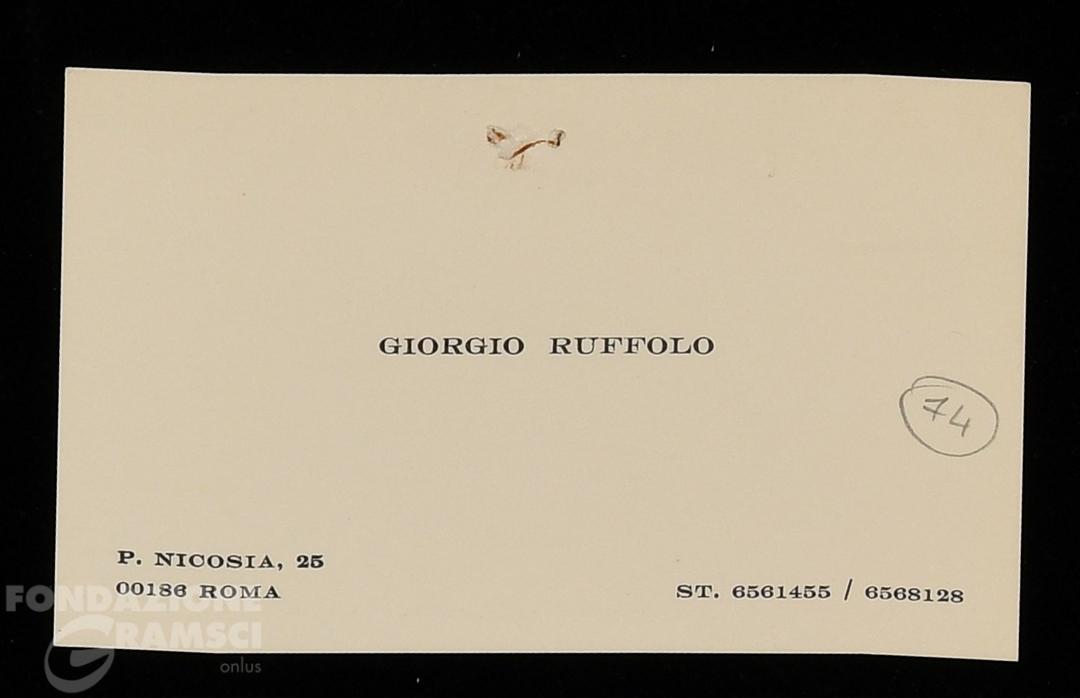 GIORGIO RUFFOLO
74
P. NICOSIA, 25
00186 ROMA
ST. 6561455 / 6568128
FONDAZIONE
GRAMSCI
onlus